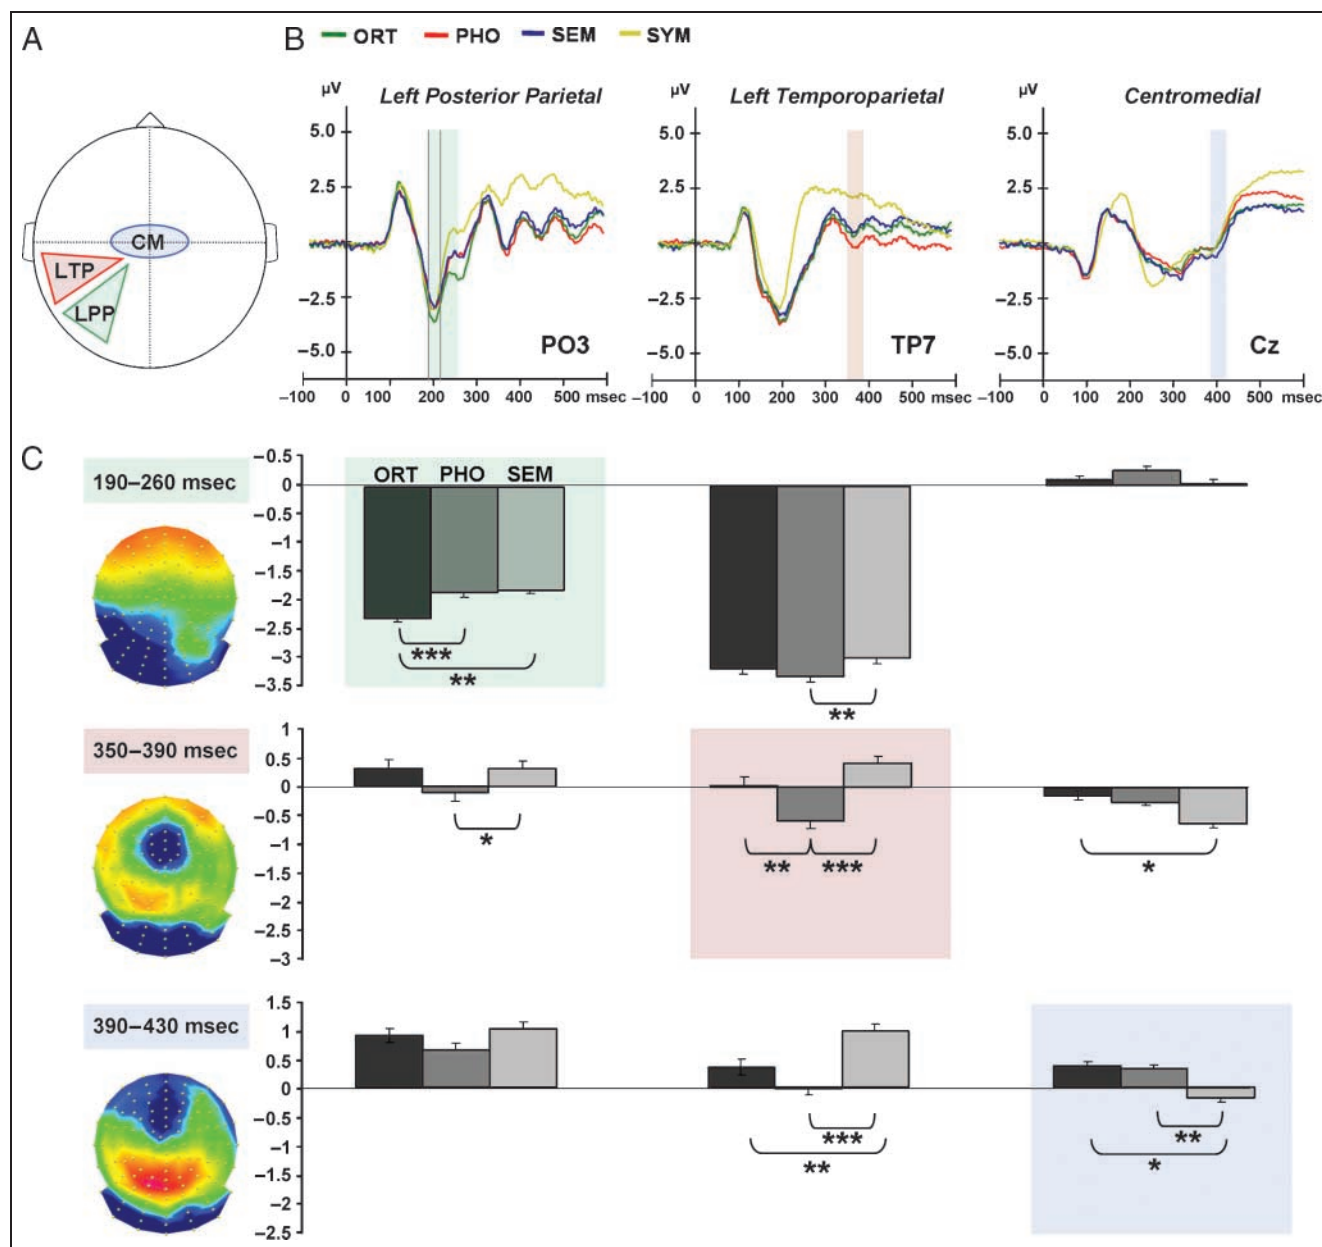 A
B ORT PHO SEM SYM
CM
LTP
LPP
μV Left Posterior Parietal
5.0
2.5
−2.5
−5.0
PO3
−100 0 100 200 300 400 500 msec
μV Left Temporoparietal
5.0
2.5
−2.5
−5.0
TP7
−100 0 100 200 300 400 500 msec
μV Centromedial
5.0
2.5
−2.5
−5.0
Cz
−100 0 100 200 300 400 500 msec
C
190–260 msec
−0.5
0
−0.5
−1
−1.5
−2
−2.5
−3
−3.5
ORT PHO SEM
***
**
**
350–390 msec
1
0.5
0
−0.5
−1
−1.5
−2
−2.5
−3
*
** ***
*
390–430 msec
1.5
1
0.5
0
−0.5
−1
−1.5
−2
−2.5
***
**
**
*